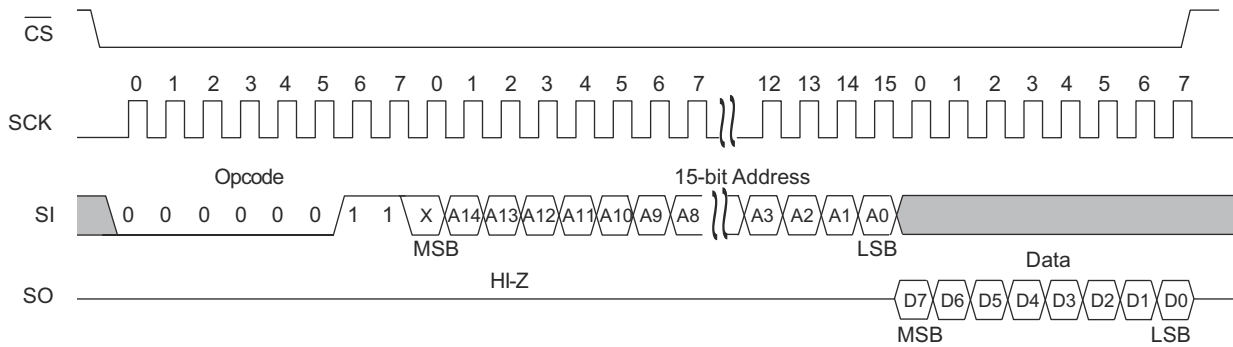 CS
0 1 2 3 4 5 6 7 0 1 2 3 4 5 6 7 12 13 14 15 0 1 2 3 4 5 6 7
SCK
Opcode 15-bit Address
SI 0 0 0 0 0 0 1 1 X A14 A13 A12 A11 A10 A9 A8 A3 A2 A1 A0
MSB LSB
HI-Z Data
SO D7 D6 D5 D4 D3 D2 D1 D0
MSB LSB